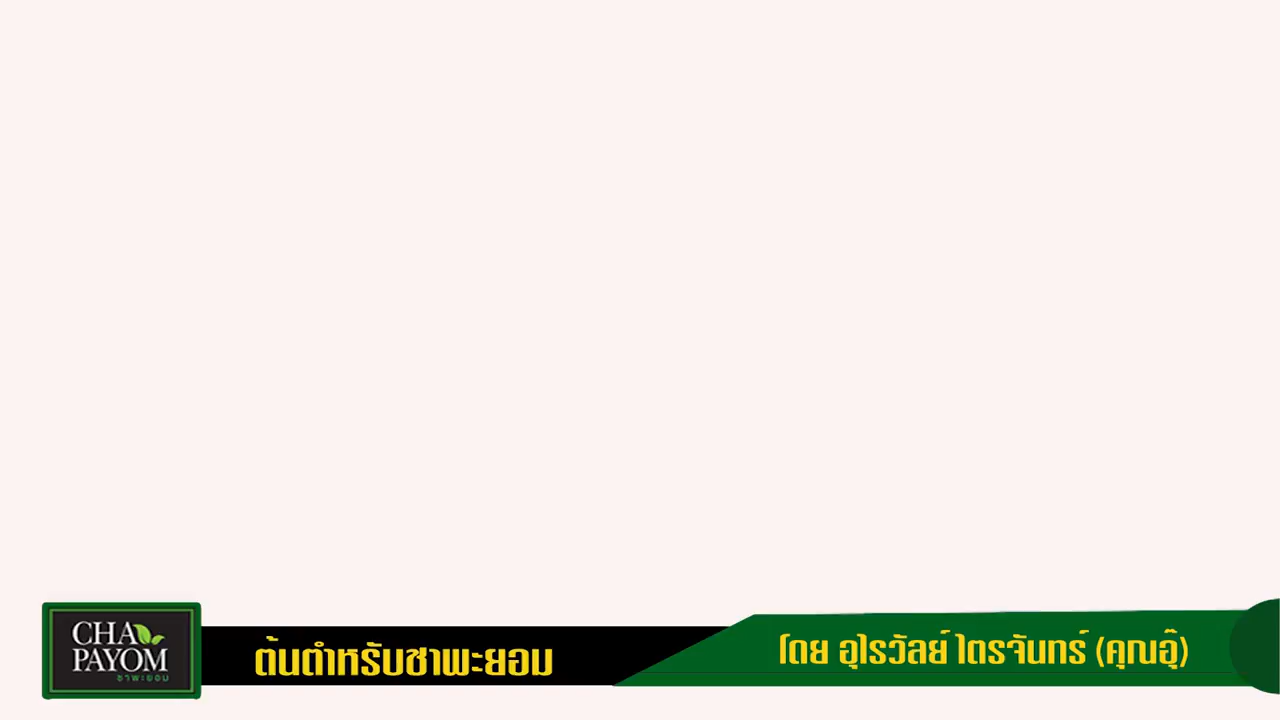 CHA
PAYOM
ชาพะยอม
ต้นตำหรับชาพะยอม
โดย อุไรวัลย์ ไตรจันทร์ (คุณอุ๊)